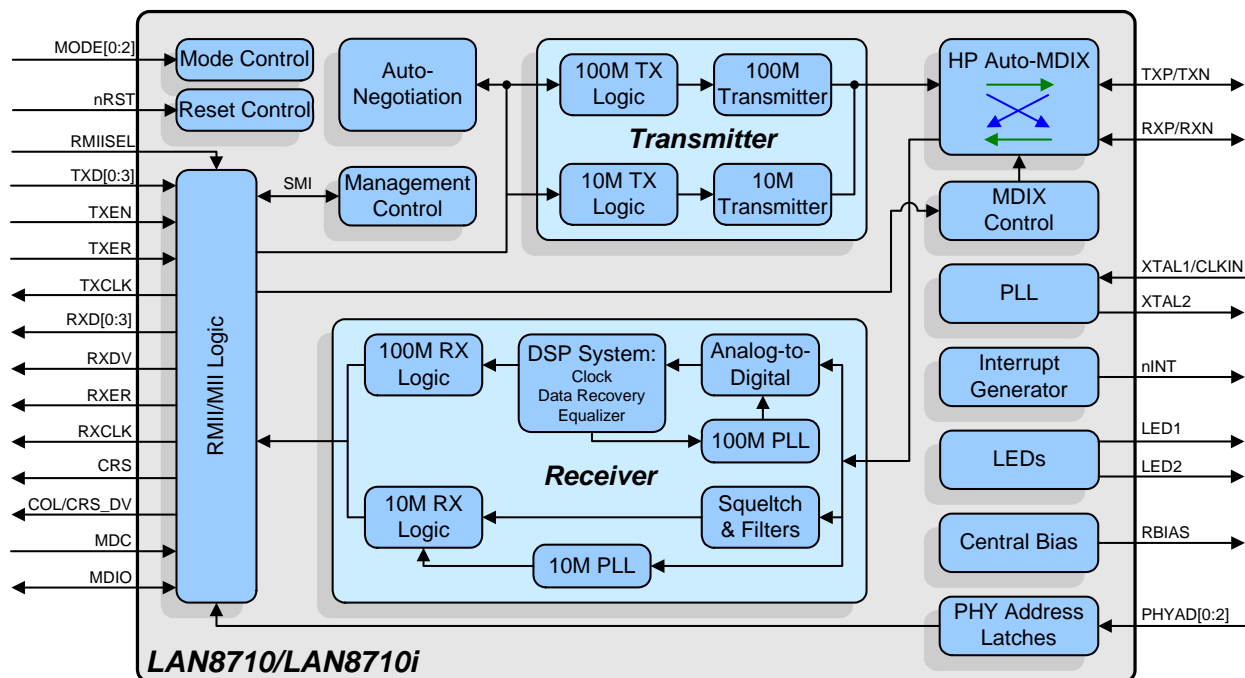 MODE[0:2]
nRST
RMIISEL
TXD[0:3]
TXEN
TXER
TXCLK
RXD[0:3]
RXDV
RXER
RXCLK
CRS
COL/CRS_DV
MDC
MDIO
Mode Control
Reset Control
RMII/MII Logic
SMI
Auto-
Negotiation
Management
Control
100M TX
Logic
100M
Transmitter
Transmitter
10M TX
Logic
10M
Transmitter
100M RX
Logic
DSP System:
Clock
Data Recovery
Equalizer
Analog-to-
Digital
100M PLL
Receiver
10M RX
Logic
Squeltch
& Filters
10M PLL
HP Auto-MDIX
MDIX
Control
PLL
Interrupt
Generator
LEDs
Central Bias
PHY Address
Latches
TXP/TXN
RXP/RXN
XTAL1/CLKIN
XTAL2
nINT
LED1
LED2
RBIAS
PHYAD[0:2]
LAN8710/LAN8710i